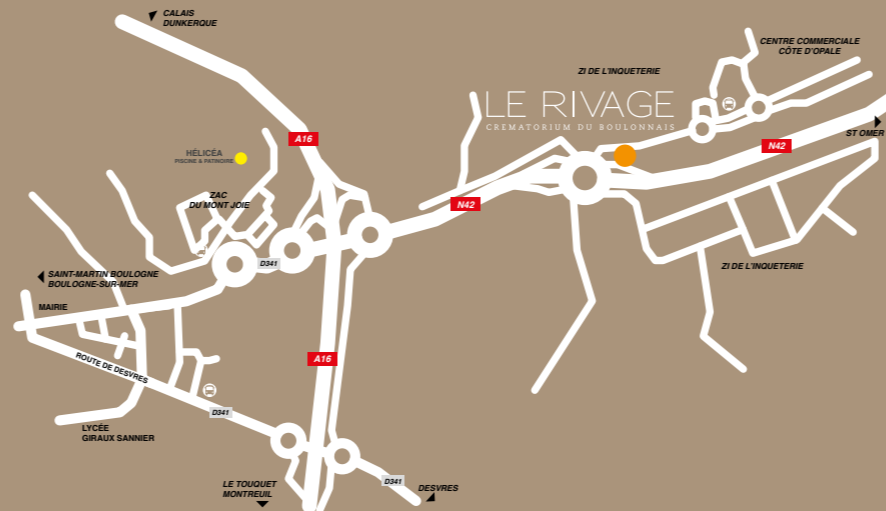 CALAIS
DUNKERQUE
CENTRE COMMERCIALE
CÔTE D'OPALE
ZI DE L'INQUETERIE
LE RIVAGE
CREMATORIUM DU BOULONNAIS
ST OMER
A16
N42
HÉLICÉA
PISCINE & PATINOIRE
ZAC
DU MONT JOIE
N42
D341
ZI DE L'INQUETERIE
SAINT-MARTIN BOULOGNE
BOULOGNE-SUR-MER
MAIRIE
A16
ROUTE DE DESVRES
D341
LYCÉE
GIRAUX SANNIER
D341
LE TOUQUET
MONTREUIL
DESVRES